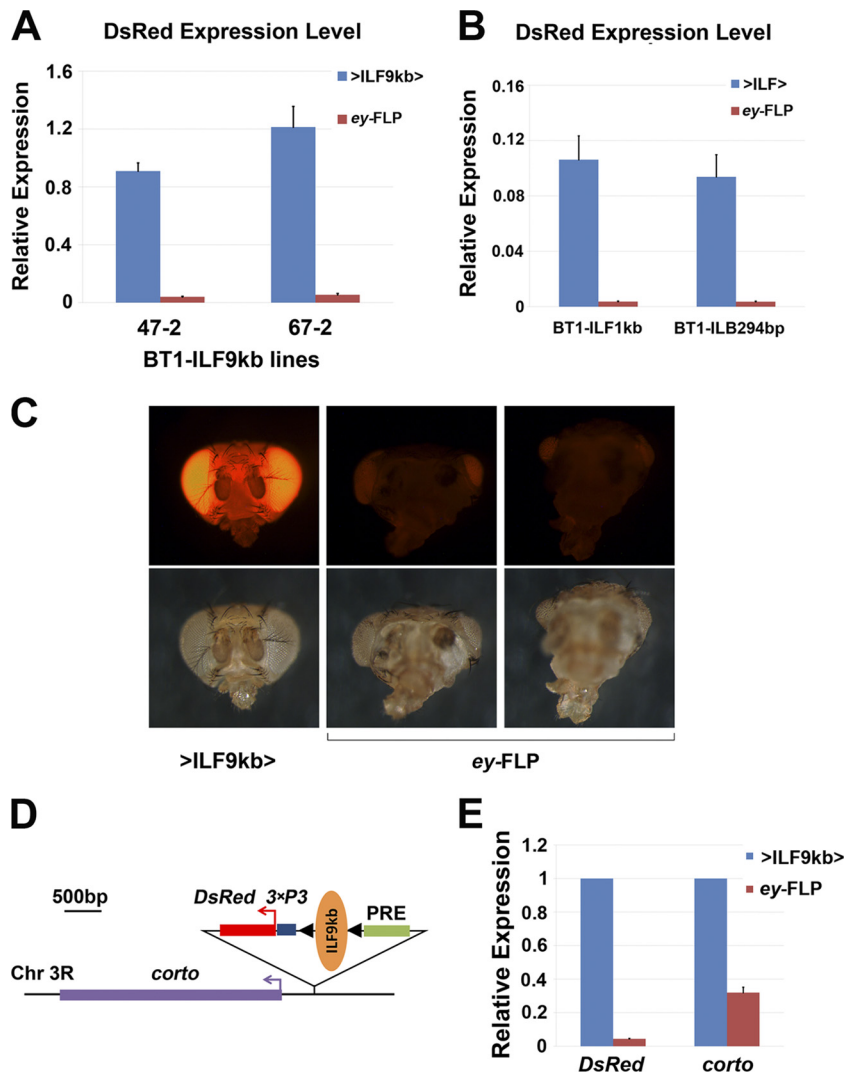 A
DsRed Expression Level
1.6
1.2
0.8
0.4
0
Relative Expression
>ILF9kb>
ey-FLP
47-2
67-2
BT1-ILF9kb lines
B
DsRed Expression Level
0.16
0.12
0.08
0.04
0
Relative Expression
>ILF>
ey-FLP
BT1-ILF1kb
BT1-ILB294bp
C
>ILF9kb>
ey-FLP
D
500bp
DsRed 3×P3
ILF9kb
PRE
Chr 3R
corto
E
1.2
1
0.8
0.6
0.4
0.2
0
Relative Expression
>ILF9kb>
ey-FLP
DsRed
corto